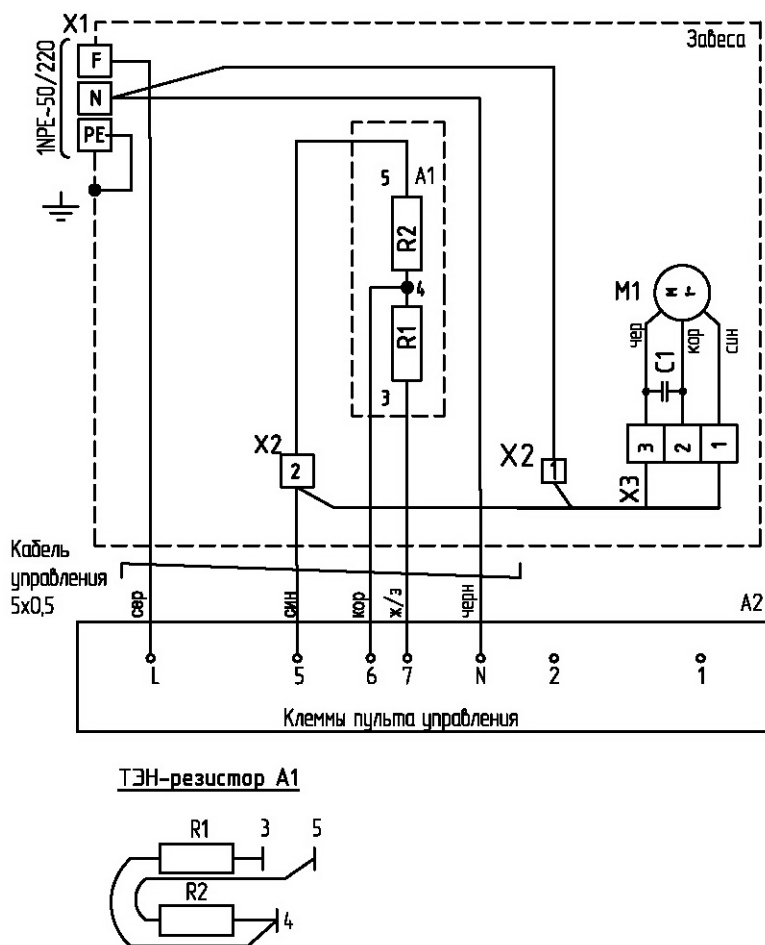 X1
Завеса
F
N
PE
1NPE~50/220
5
A1
R2
4
R1
3
M1
чер
кор
син
C1
X2
2
X2
1
3
2
1
X3
Кабель
управления
5x0,5
сер
син
кор
ж/з
черн
A2
L
5
6
7
N
2
1
Клеммы пульта управления
ТЭН-резистор А1
R1
3
5
R2
4